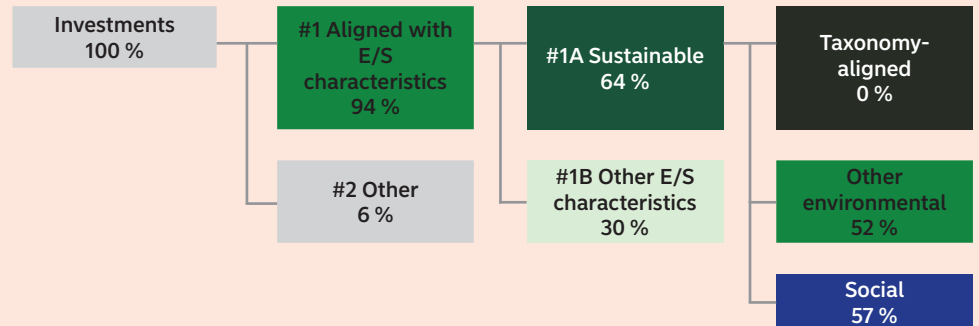 Investments
100 %
#1 Aligned with
E/S
characteristics
94 %
#1A Sustainable
64 %
Taxonomy-
aligned
0 %
#2 Other
6 %
#1B Other E/S
characteristics
30 %
Other
environmental
52 %
Social
57 %